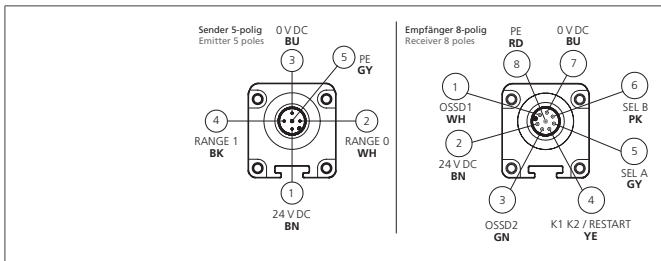 Sender 5-polig
Emitter 5 poles
0 V DC
BU
3
5
PE
GY
4
RANGE 1
BK
2
RANGE 0
WH
1
24 V DC
BN
Empfänger 8-polig
Receiver 8 poles
PE
RD
0 V DC
BU
8
7
1
OSSD1
WH
6
SEL B
PK
2
24 V DC
BN
5
SEL A
GY
3
OSSD2
GN
4
K1 K2 / RESTART
YE